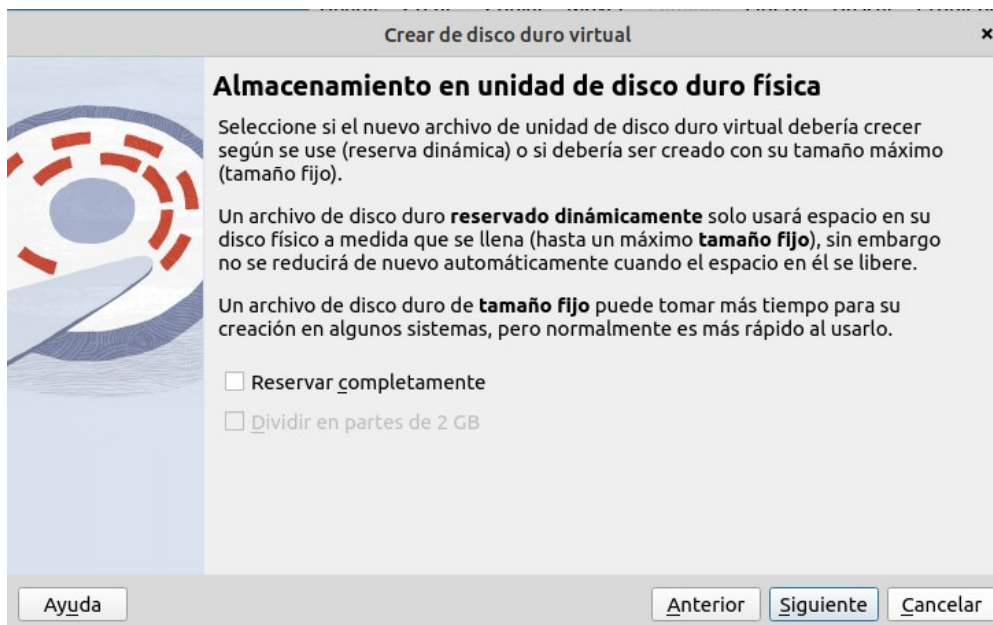 Crear de disco duro virtual
Almacenamiento en unidad de disco duro física
Seleccione si el nuevo archivo de unidad de disco duro virtual debería crecer
según se use (reserva dinámica) o si debería ser creado con su tamaño máximo
(tamaño fijo).
Un archivo de disco duro reservado dinámicamente solo usará espacio en su
disco físico a medida que se llena (hasta un máximo tamaño fijo), sin embargo
no se reducirá de nuevo automáticamente cuando el espacio en él se libere.
Un archivo de disco duro de tamaño fijo puede tomar más tiempo para su
creación en algunos sistemas, pero normalmente es más rápido al usarlo.
Reservar completamente
Dividir en partes de 2 GB
Ayuda Anterior Siguiente Cancelar